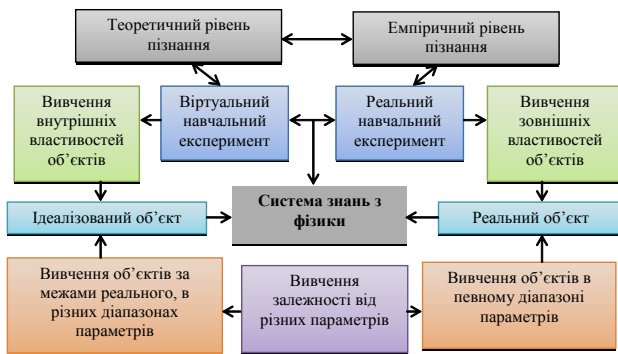 Теоретичний рівень
пізнання
Емпіричний рівень
пізнання
Вивчення
внутрішніх
властивостей
об’єктів
Віртуальний
навчальний
експеримент
Реальний
навчальний
експеримент
Вивчення
зовнішніх
властивостей
об’єктів
Ідеалізований об’єкт
Система знань з
фізики
Реальний об’єкт
Вивчення об’єктів за
межами реального, в
різних діапазонах
параметрів
Вивчення
залежності від
різних параметрів
Вивчення об’єктів в
певному діапазоні
параметрів